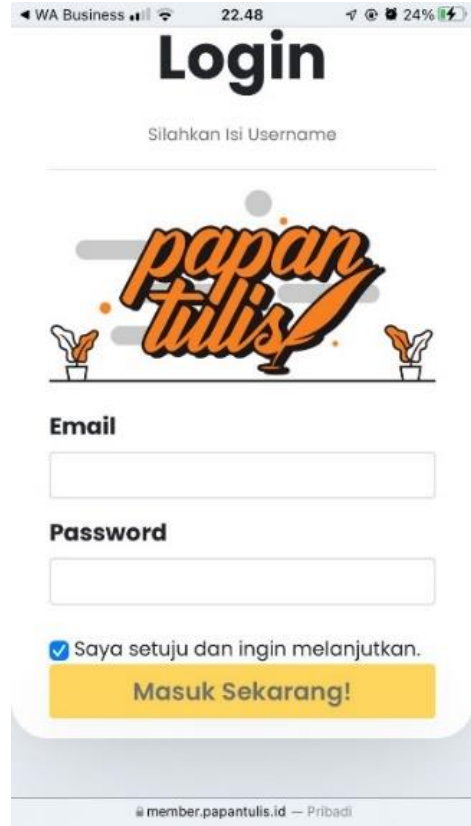 WA Business 22.48 24%
Login
Silahkan Isi Username
papan
tulis
Email
Password
Saya setuju dan ingin melanjutkan.
Masuk Sekarang!
member.papantulis.id — Pribadi